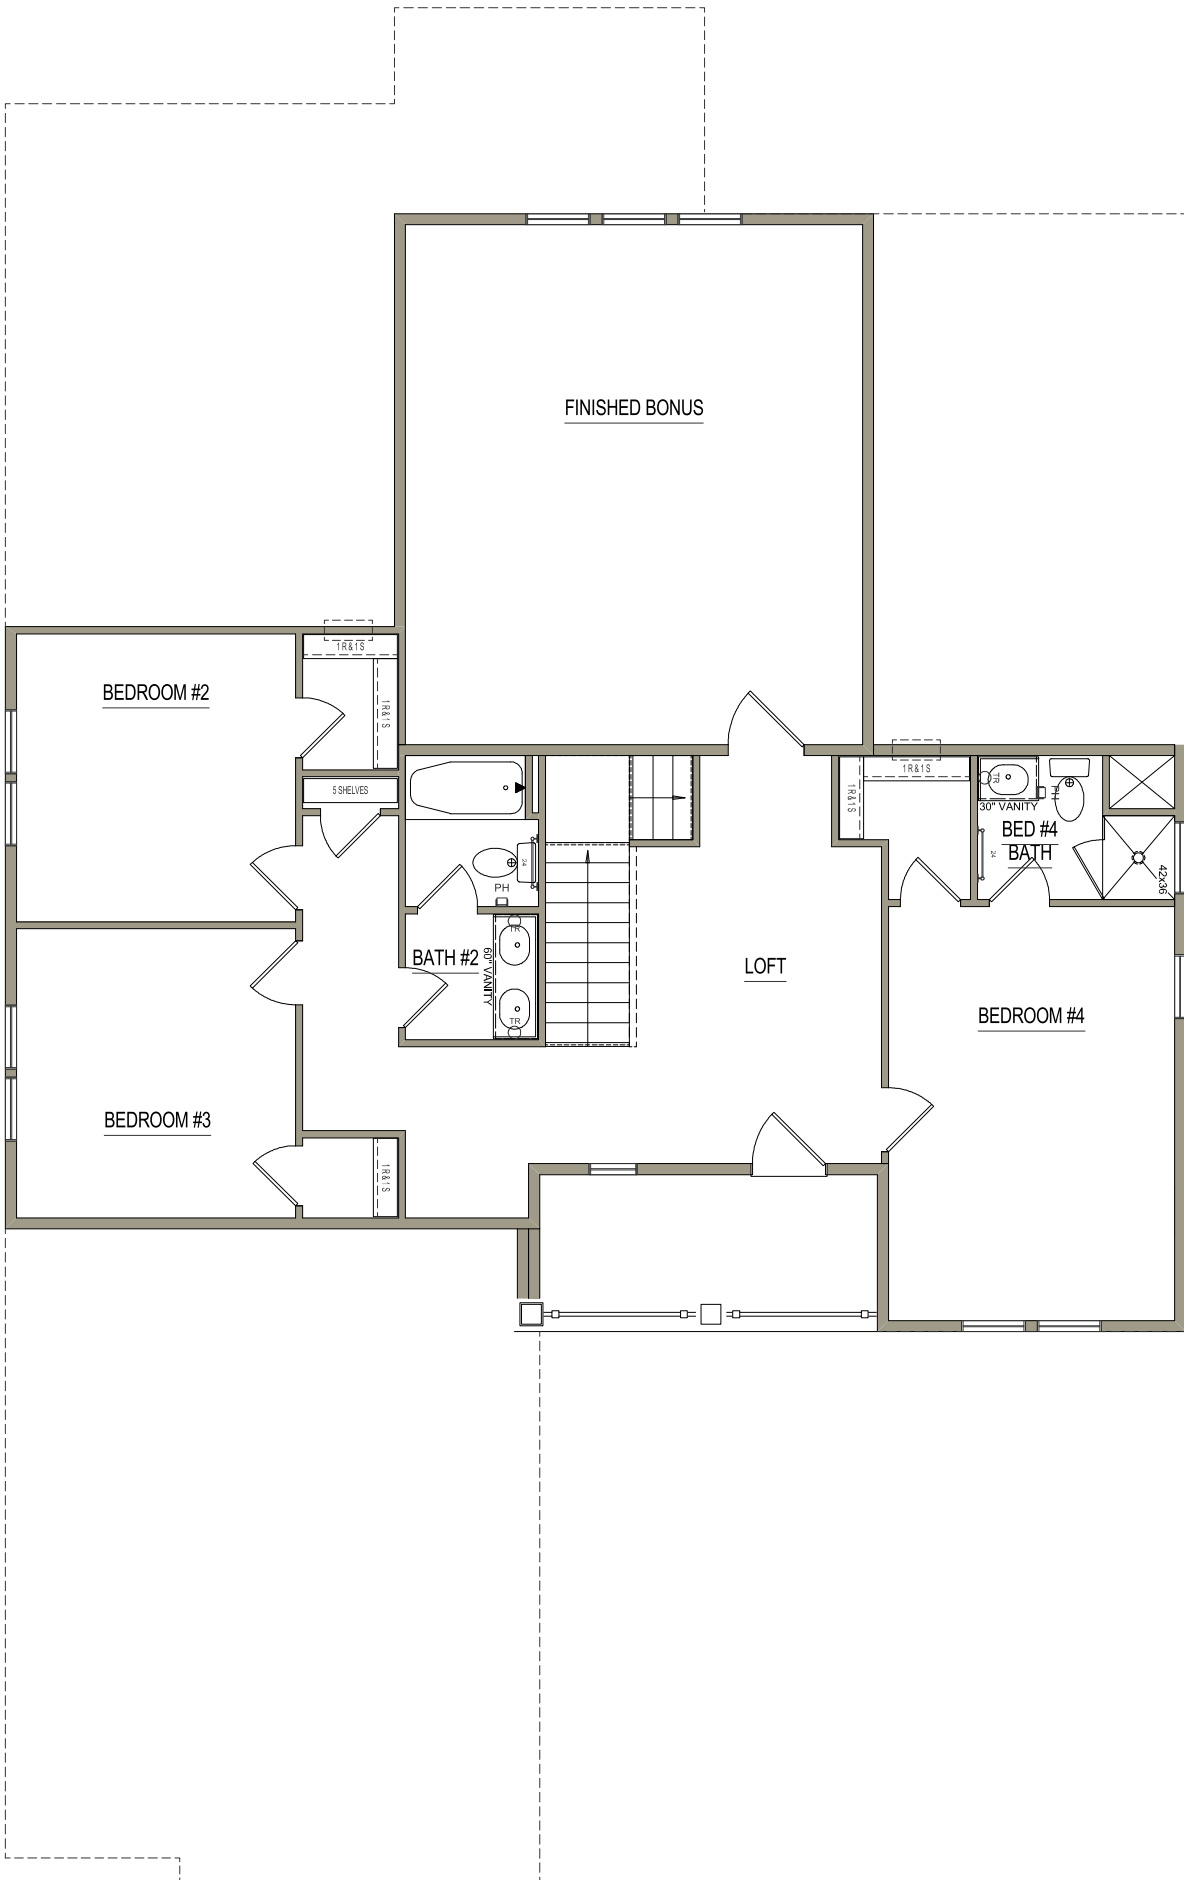 FINISHED BONUS
BEDROOM #2
1R&1S
1R&1S
5 SHELVES
1R&1S
1R&1S
TR
PH
30" VANITY
BED #4
BATH
24
42x36
24
PH
TR
BATH #2
60" VANITY
TR
LOFT
BEDROOM #4
BEDROOM #3
1R&1S